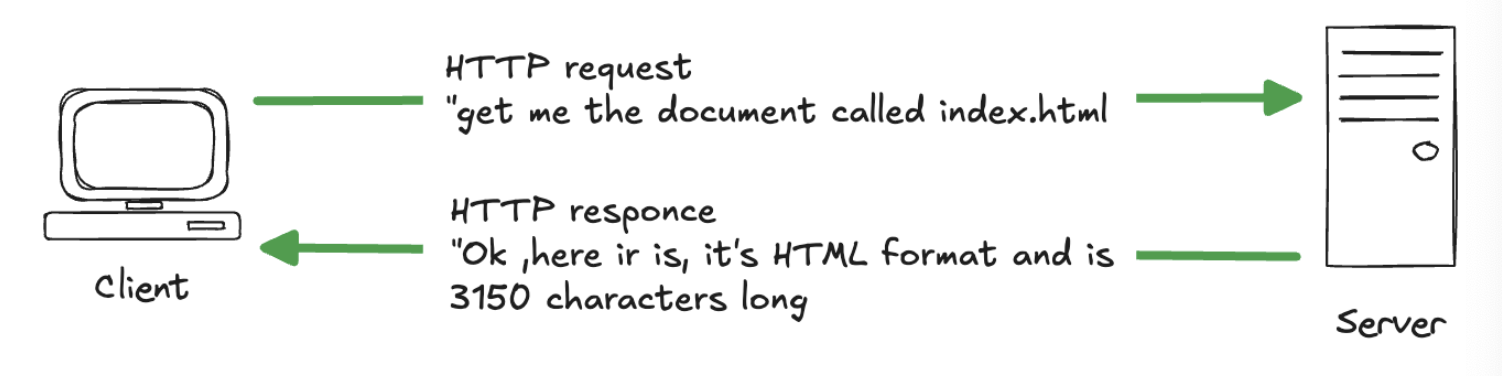 HTTP request
"get me the document called index.html
HTTP responce
"Ok ,here ir is, it's HTML format and is
3150 characters long
Client
Server